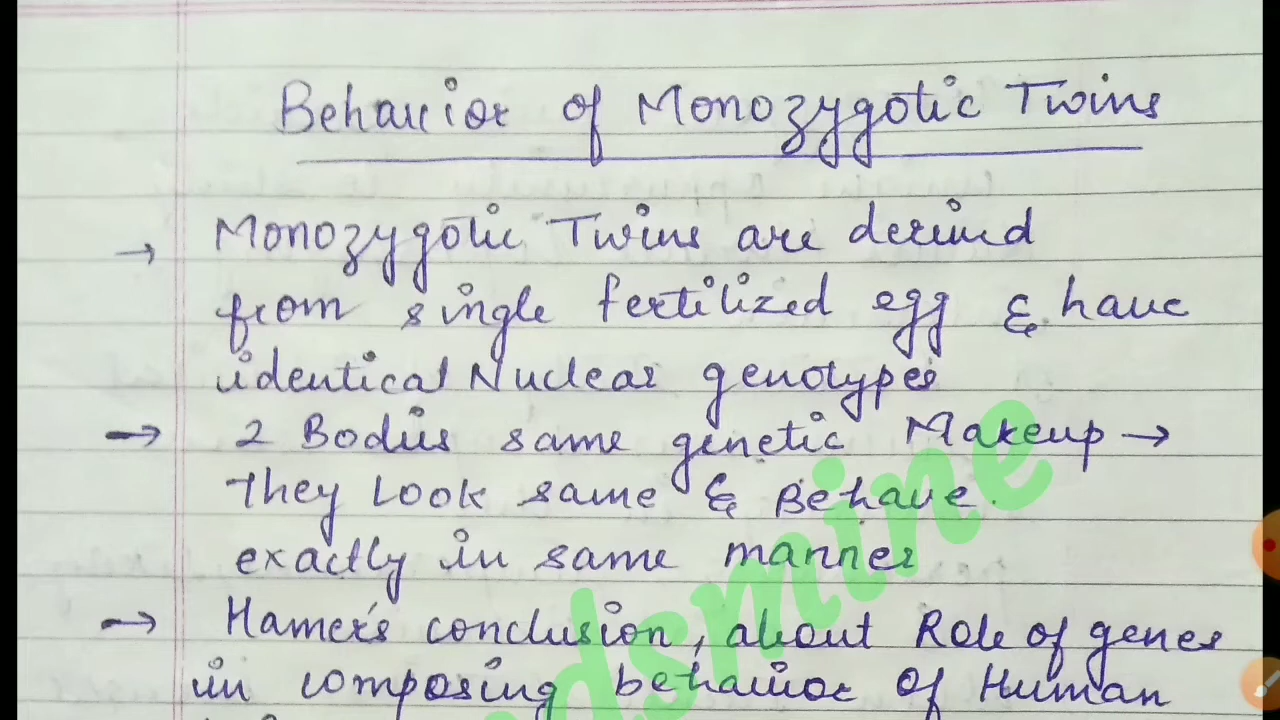 Behavior of Monozygotic Twins
→ Monozygotic Twins are derived
from single fertilized egg & have
identical Nuclear genotypes
→ 2 Bodies same genetic Makeup →
They Look same & Behave
exactly in same manner
→ Hamer's conclusion, about Role of genes
in composing behavior of Human
dsmine